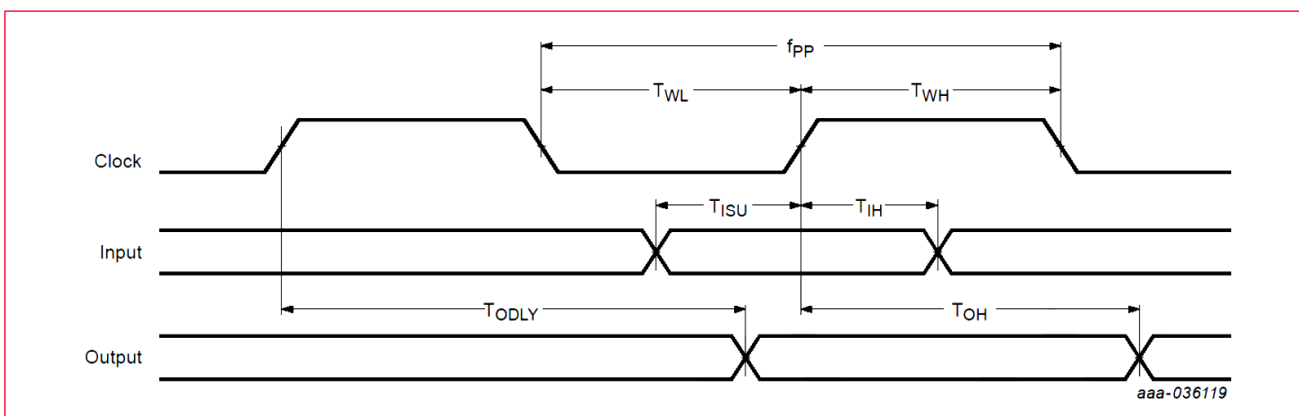 fPP
TWL
TWH
Clock
TISU
TIH
Input
TODLY
TOH
Output
aaa-036119